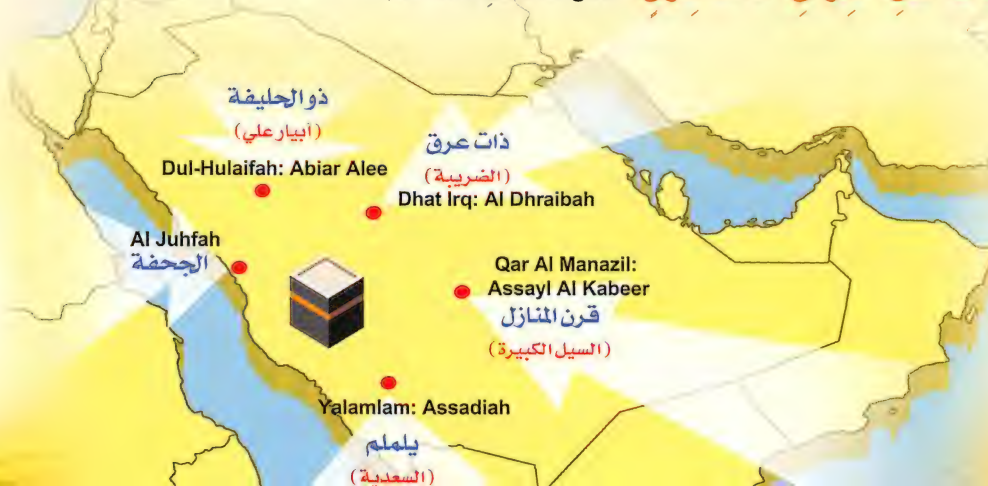 ذو الحليفة
(أبيار علي)
Dul-Hulaifah: Abiar Alee
ذات عرق
(الضريبة)
Dhat Irq: Al Dhraibah
Al Juhfah
الجحفة
Qar Al Manazil:
Assayl Al Kabeer
قرن المنازل
(السيل الكبيرة)
Yalamlam: Assadiah
يلملم
(السعدية)